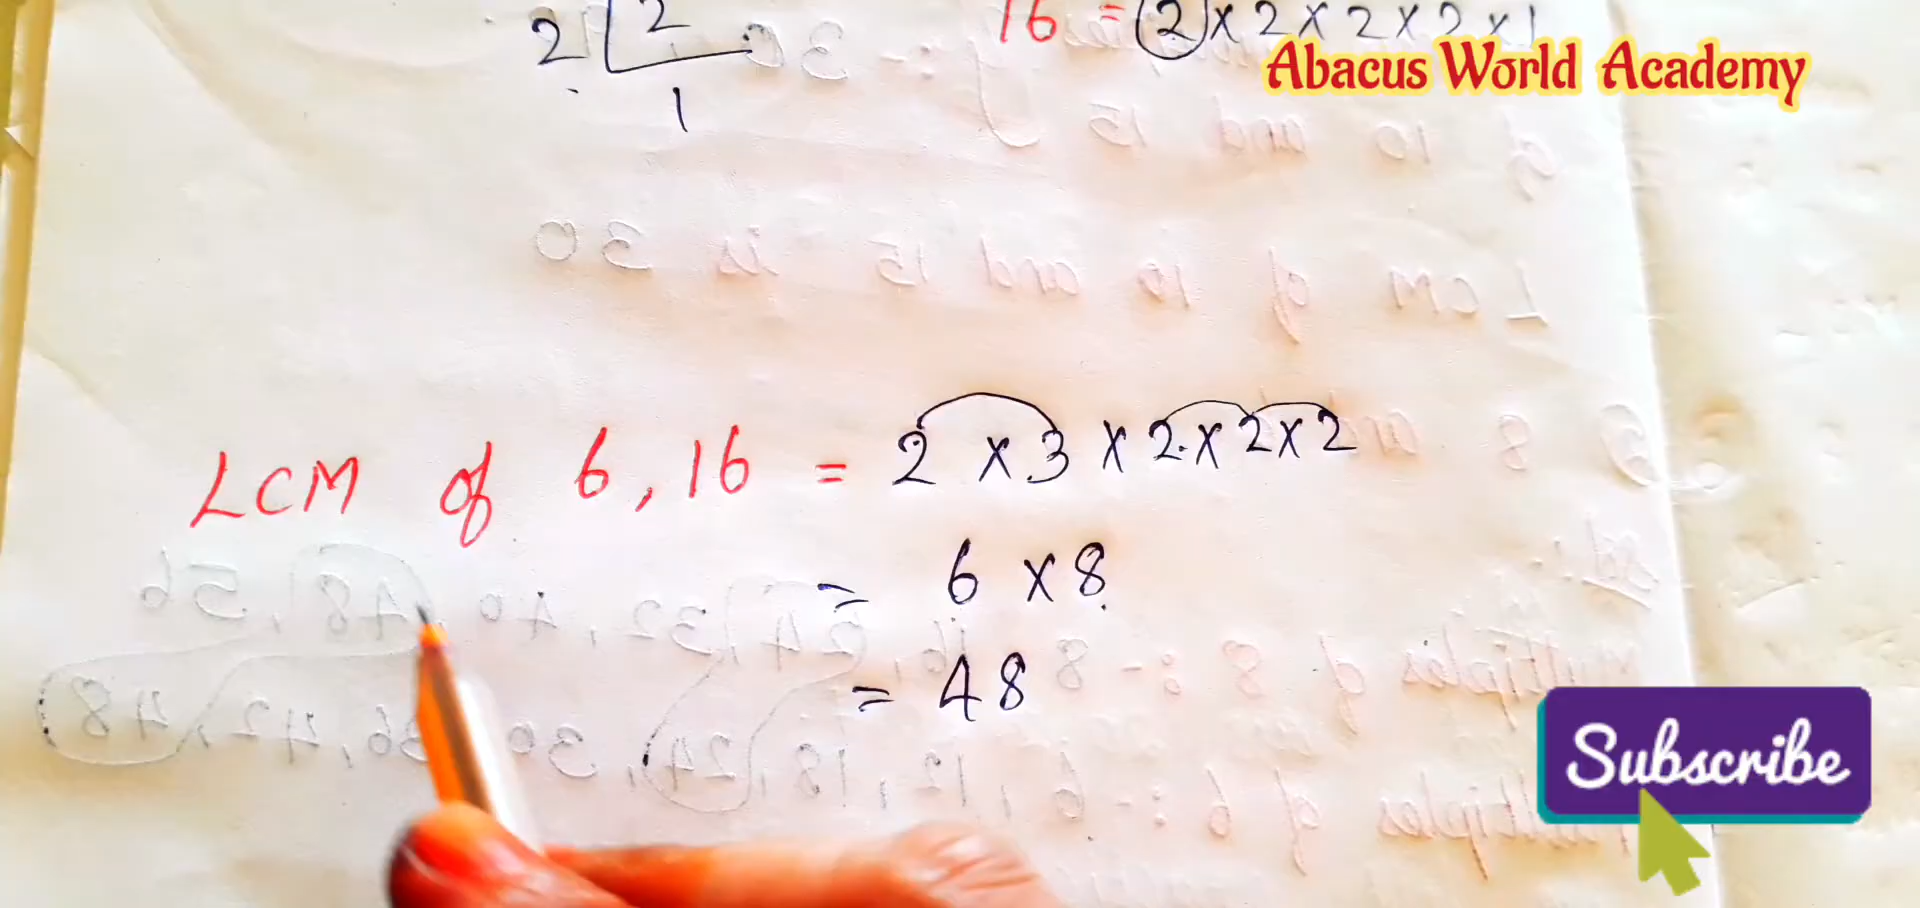 2 2 16 = 2 x 2 x 2 x 2 x 1
1
Abacus World Academy
LCM of 6, 16 = 2 x 3 x 2 x 2 x 2
= 6 x 8
= 48
Subscribe